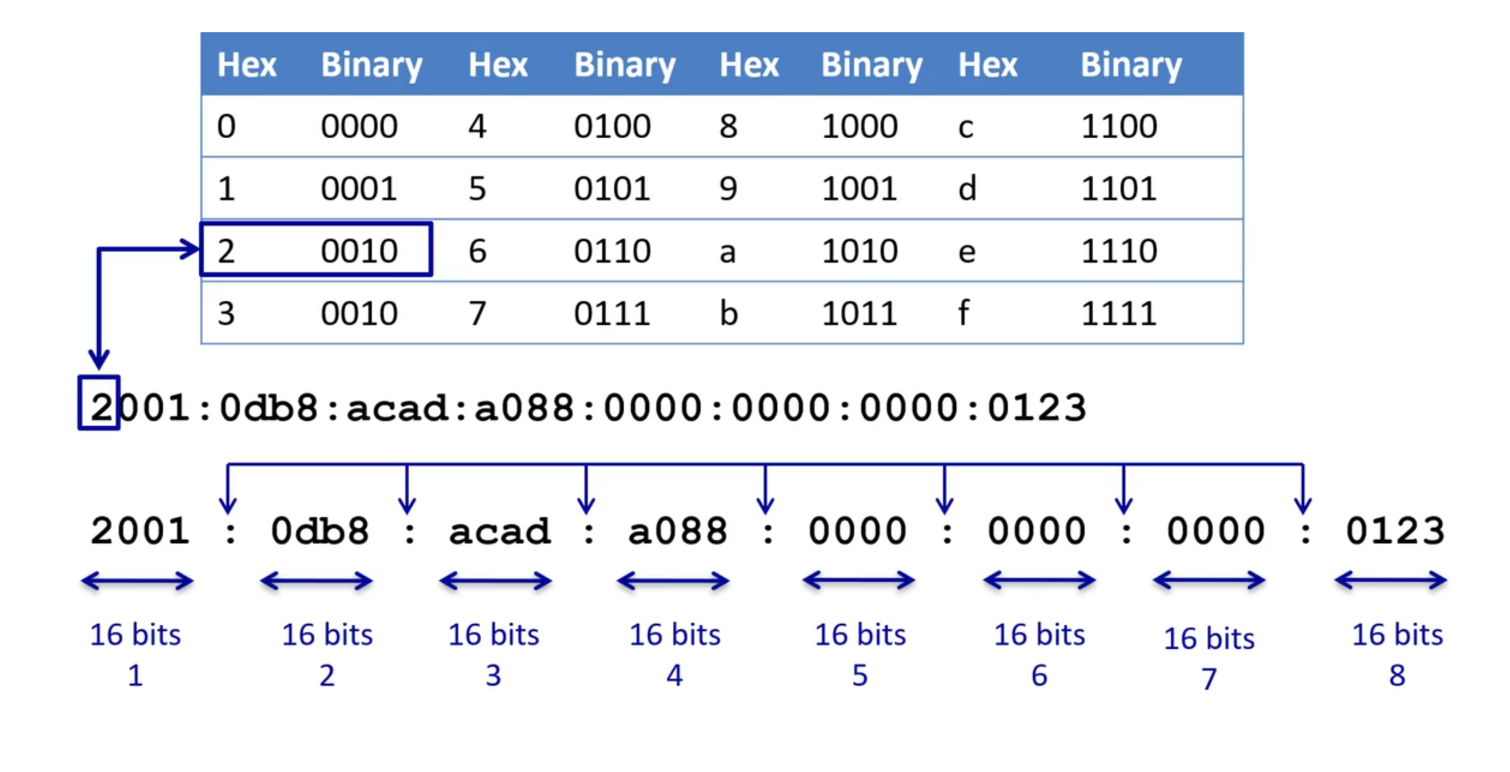 Hex Binary Hex Binary Hex Binary Hex Binary
0 0000 4 0100 8 1000 c 1100
1 0001 5 0101 9 1001 d 1101
2 0010 6 0110 a 1010 e 1110
3 0010 7 0111 b 1011 f 1111
2001:0db8:acad:a088:0000:0000:0000:0123
2001 : 0db8 : acad : a088 : 0000 : 0000 : 0000 : 0123
16 bits 16 bits 16 bits 16 bits 16 bits 16 bits 16 bits 16 bits
1 2 3 4 5 6 7 8